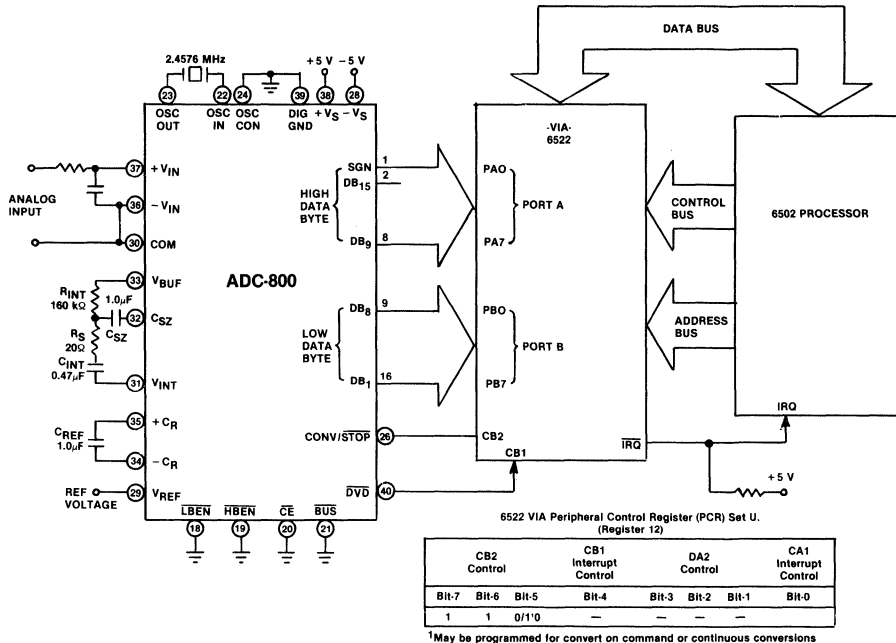 DATA BUS
2.4576 MHz
+5 V -5 V
23 22 24 39 38 28
OSC OUT
OSC IN
OSC CON
DIG GND
+VS
-VS
37 +VIN
ANALOG INPUT
36 -VIN
30 COM
33 VBUF
RINT
160 kΩ
1.0µF
32 CSZ
CSZ
RS
20Ω
CINT
0.47µF
31 VINT
35 +CR
CREF
1.0µF
34 -CR
REF VOLTAGE
29 VREF
ADC-800
HIGH DATA BYTE
SGN 1
DB15 2
DB9 8
LOW DATA BYTE
DB8 9
DB1 16
CONV/STOP 26
DVD 40
LBEN HBEN CE BUS
18 19 20 21
-VIA-
6522
PA0
PORT A
PA7
PB0
PORT B
PB7
CB2
CB1
IRQ
CONTROL BUS
ADDRESS BUS
6502 PROCESSOR
IRQ
+5 V
6522 VIA Peripheral Control Register (PCR) Set U.
(Register 12)
CB2 Control
CB1 Interrupt Control
DA2 Control
CA1 Interrupt Control
Bit-7 Bit-6 Bit-5 Bit-4 Bit-3 Bit-2 Bit-1 Bit-0
1 1 0/1'0 — — — —
1May be programmed for convert on command or continuous conversions